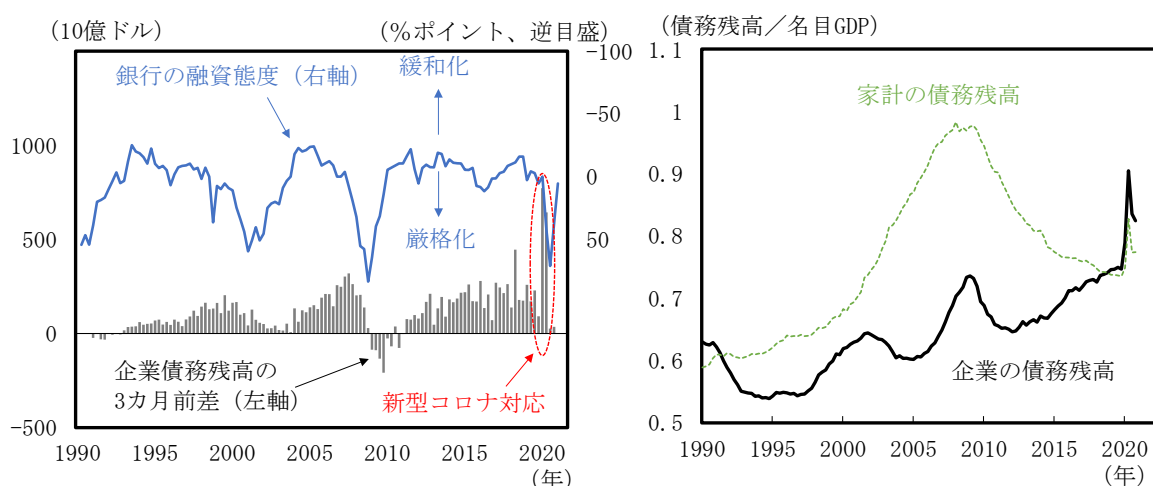 （10億ドル）
（％ポイント、逆目盛）
-100
銀行の融資態度（右軸）
緩和化
-50
1000
0
500
厳格化
50
0
企業債務残高の
3カ月前差（左軸）
新型コロナ対応
-500
1990 1995 2000 2005 2010 2015 2020
（年）
（債務残高／名目GDP）
1.1
家計の債務残高
1
0.9
0.8
0.7
0.6
企業の債務残高
0.5
1990 1995 2000 2005 2010 2015 2020
（年）